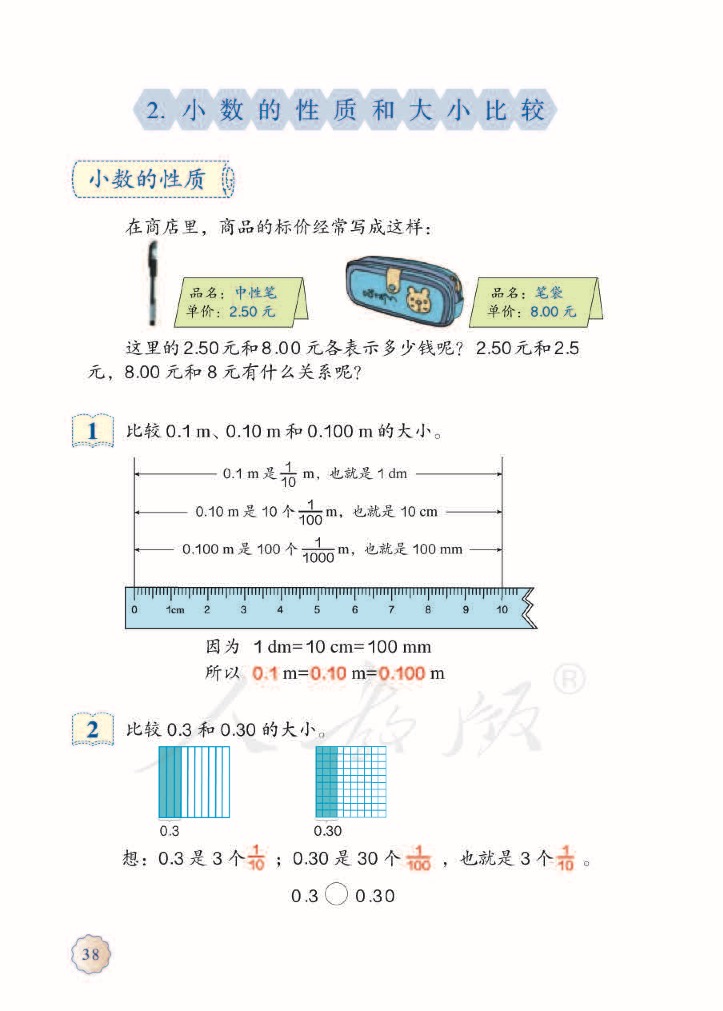 2. 小数的性质和大小比较
小数的性质
在商店里，商品的标价经常写成这样：
品名：中性笔
单价：2.50 元
品名：笔袋
单价：8.00 元
这里的2.50元和8.00 元各表示多少钱呢？ 2.50元和2.5
元，8.00 元和 8 元有什么关系呢？
1 比较 0.1 m、0.10 m 和 0.100 m 的大小。
0.1 m 是 1/10 m，也就是 1 dm
0.10 m 是 10 个 1/100 m，也就是 10 cm
0.100 m 是 100 个 1/1000 m，也就是 100 mm
0 1cm 2 3 4 5 6 7 8 9 10
因为 1 dm=10 cm=100 mm
所以 0.1 m=0.10 m=0.100 m
人教版®
2 比较 0.3 和 0.30 的大小。
0.3 0.30
想：0.3 是 3 个 1/10 ；0.30 是 30 个 1/100 ，也就是 3 个 1/10 。
0.3 ○ 0.30
38